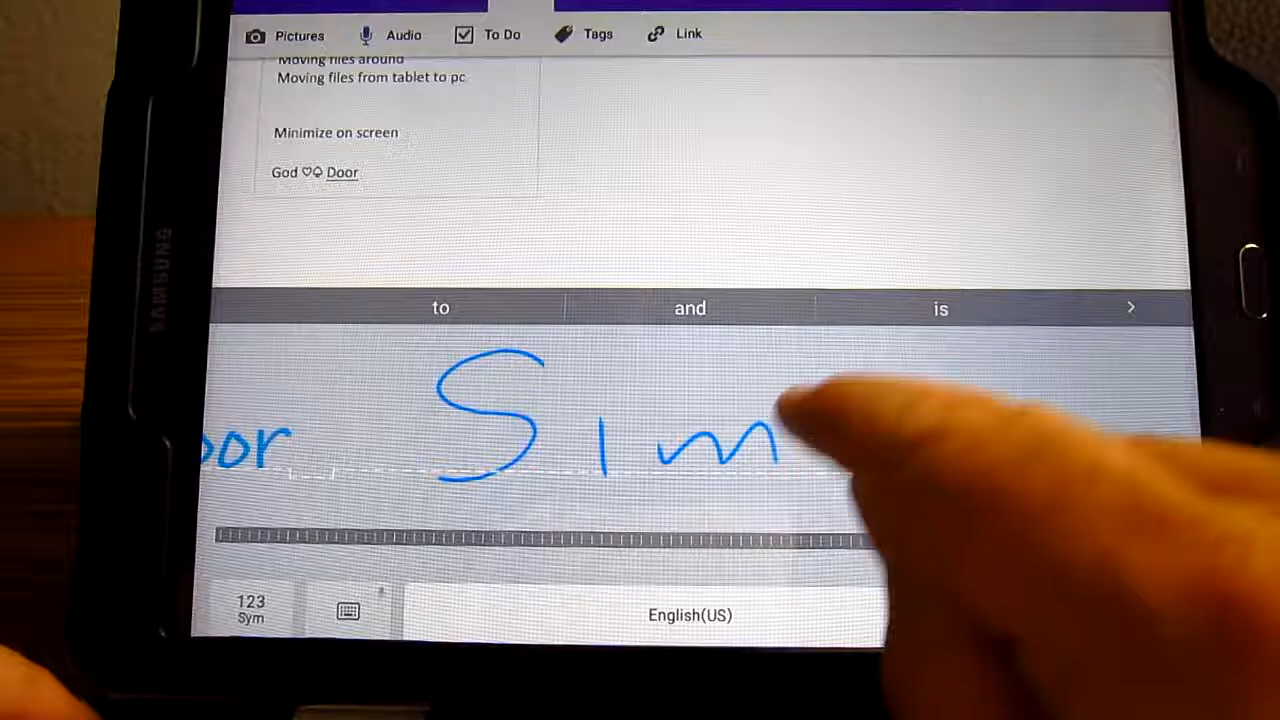 Pictures Audio To Do Tags Link
Moving files around
Moving files from tablet to pc
Minimize on screen
God ♡♤ Door
to and is >
oor Sim
123
Sym
English(US)
SAMSUNG